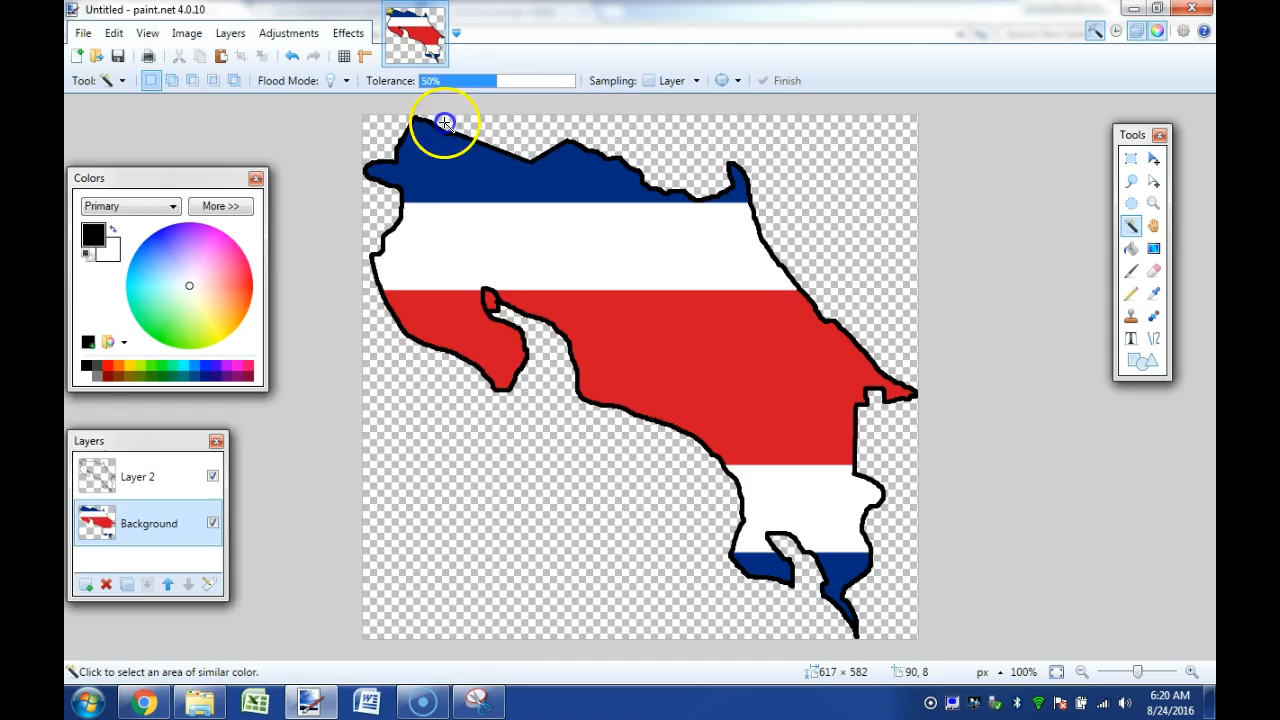 Untitled - paint.net 4.0.10
File Edit View Image Layers Adjustments Effects
Tool: Flood Mode: Tolerance: 50% Sampling: Layer Finish
Colors
Primary More >>
Tools
Layers
Layer 2
Background
Click to select an area of similar color. 617 × 582 90, 8 px 100%
6:20 AM
8/24/2016